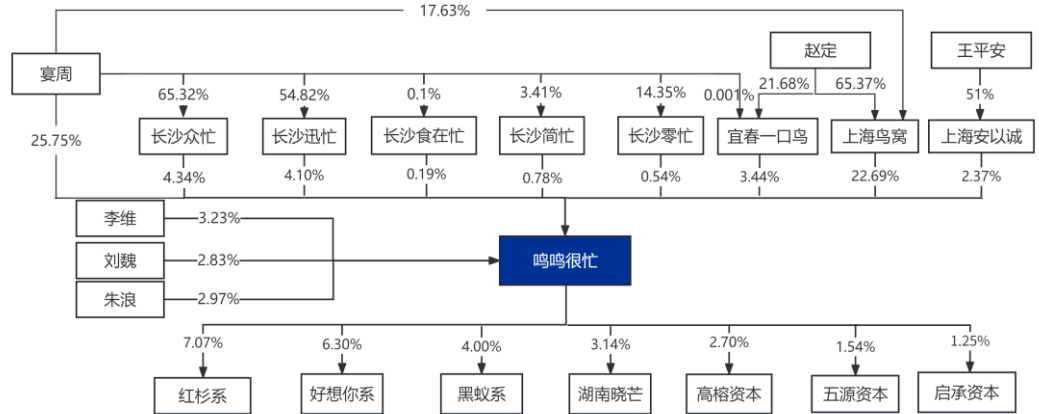 17.63%
宴周
赵定
王平安
65.32%
54.82%
0.1%
3.41%
14.35%
0.001%
21.68%
65.37%
51%
25.75%
长沙众忙
长沙迅忙
长沙食在忙
长沙简忙
长沙零忙
宜春一口鸟
上海鸟窝
上海安以诚
4.34%
4.10%
0.19%
0.78%
0.54%
3.44%
22.69%
2.37%
李维
3.23%
刘魏
2.83%
鸣鸣很忙
朱浪
2.97%
7.07%
6.30%
4.00%
3.14%
2.70%
1.54%
1.25%
红杉系
好想你系
黑蚁系
湖南晓芒
高榕资本
五源资本
启承资本